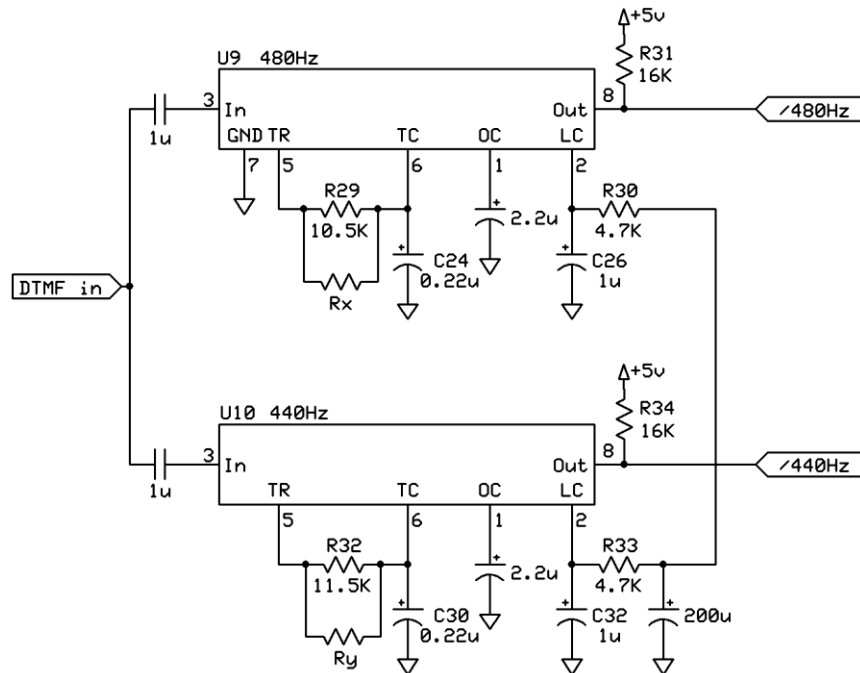 +5v
U9 480Hz
R31
16K
3 In
Out 8
/480Hz
1u
GND TR TC OC LC
7 5 6 1 2
R29
10.5K
Rx
C24
0.22u
2.2u
R30
4.7K
C26
1u
DTMF in
+5v
U10 440Hz
R34
16K
3 In
Out 8
/440Hz
1u
TR TC OC LC
5 6 1 2
R32
11.5K
Ry
C30
0.22u
2.2u
R33
4.7K
C32
1u
200u